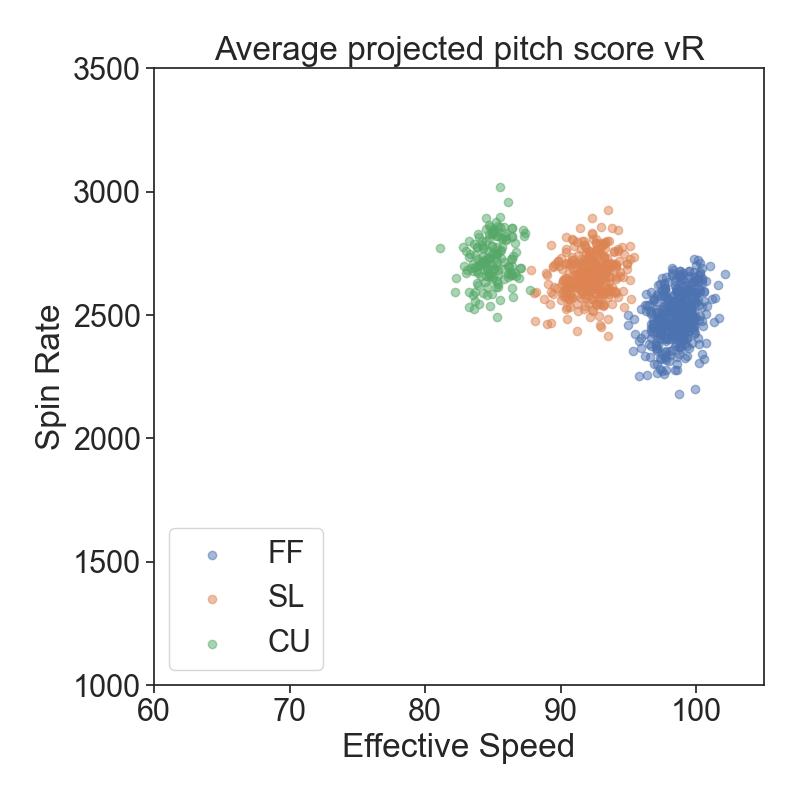 Average projected pitch score vR
3500
3000
2500
2000
1500
1000
Spin Rate
FF
SL
CU
60 70 80 90 100
Effective Speed